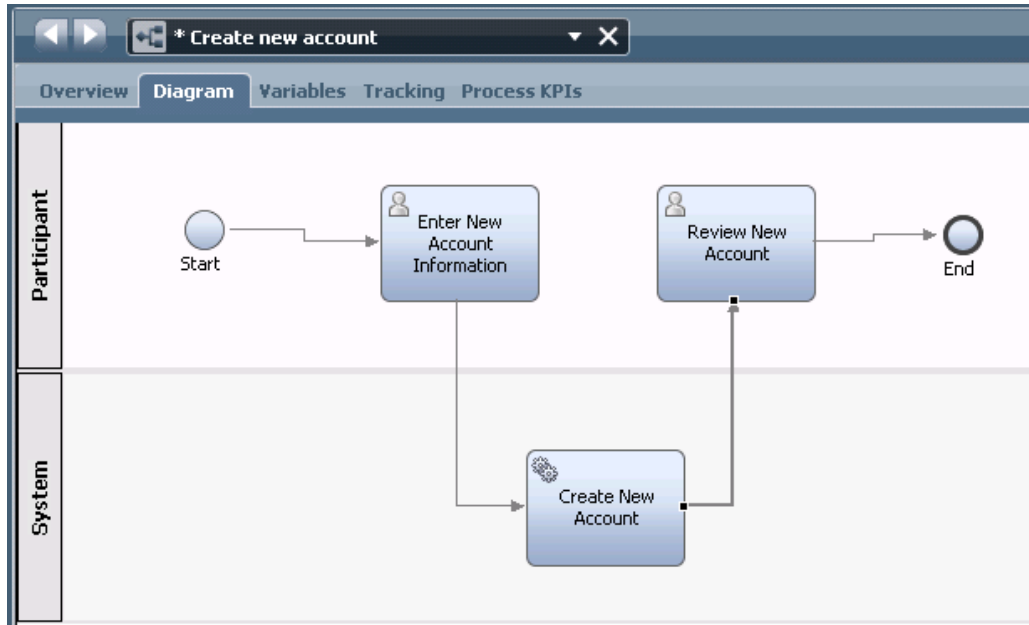 * Create new account
Overview Diagram Variables Tracking Process KPIs
Participant
Start
Enter New
Account
Information
Review New
Account
End
System
Create New
Account